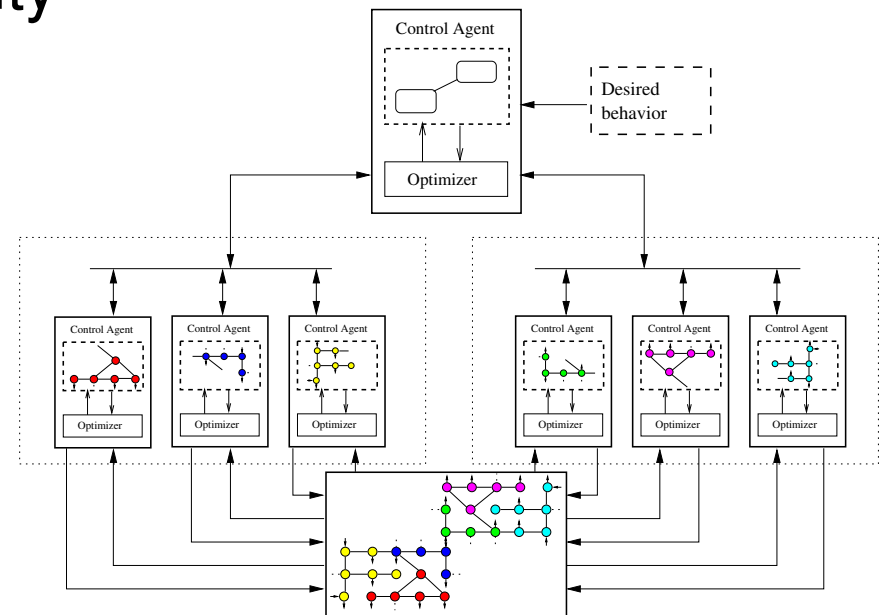 Control Agent
Desired
behavior
Optimizer
Control Agent
Control Agent
Control Agent
Control Agent
Control Agent
Control Agent
Optimizer
Optimizer
Optimizer
Optimizer
Optimizer
Optimizer